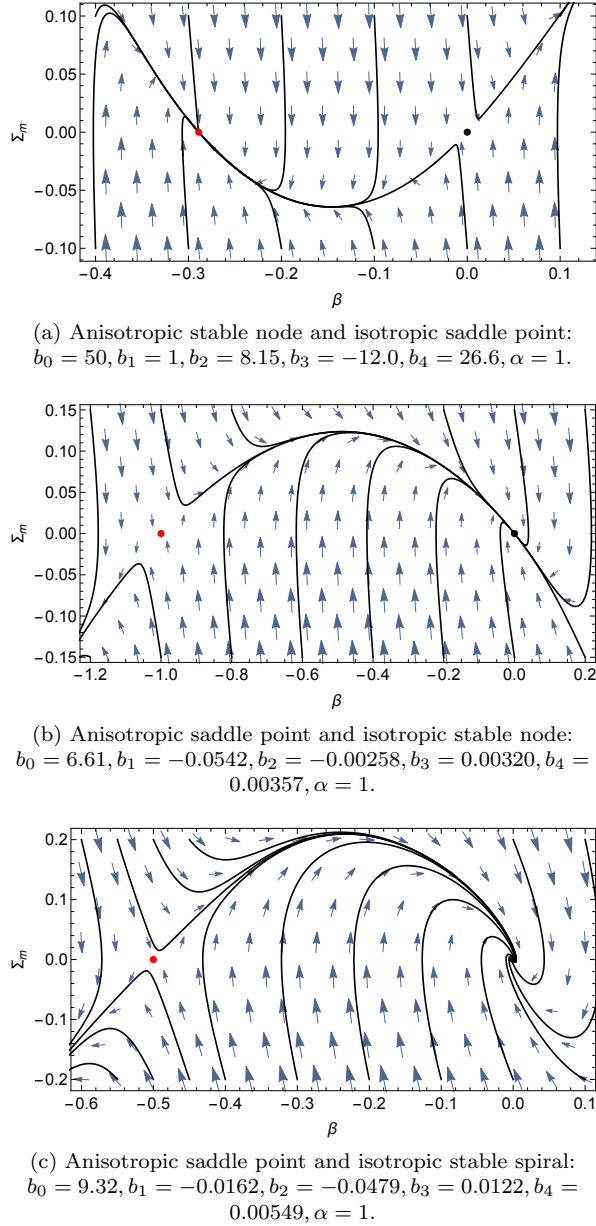 0.10
0.05
0.00
−0.05
−0.10
Σm
−0.4 −0.3 −0.2 −0.1 0.0 0.1
β
(a) Anisotropic stable node and isotropic saddle point:
b0 = 50, b1 = 1, b2 = 8.15, b3 = −12.0, b4 = 26.6, α = 1.
0.15
0.10
0.05
0.00
−0.05
−0.10
−0.15
Σm
−1.2 −1.0 −0.8 −0.6 −0.4 −0.2 0.0 0.2
β
(b) Anisotropic saddle point and isotropic stable node:
b0 = 6.61, b1 = −0.0542, b2 = −0.00258, b3 = 0.00320, b4 =
0.00357, α = 1.
0.2
0.1
0.0
−0.1
−0.2
Σm
−0.6 −0.5 −0.4 −0.3 −0.2 −0.1 0.0 0.1
β
(c) Anisotropic saddle point and isotropic stable spiral:
b0 = 9.32, b1 = −0.0162, b2 = −0.0479, b3 = 0.0122, b4 =
0.00549, α = 1.